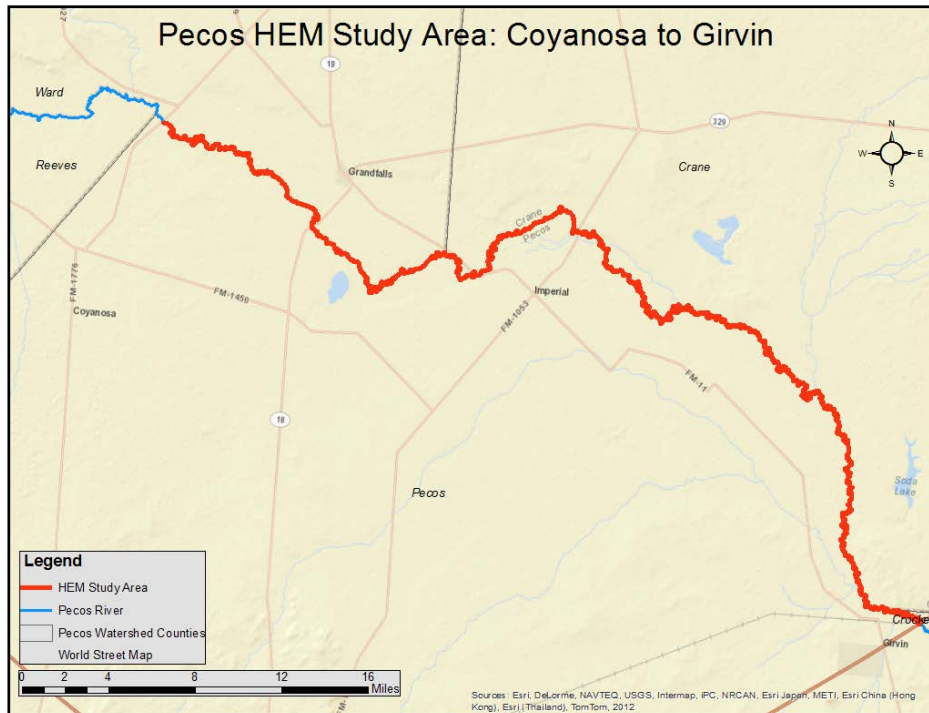 Pecos HEM Study Area: Coyanosa to Girvin
18
Ward
329
N
W
E
S
Reeves
Grandfalls
Crane
Crane
Pecos
FM-1776
FM-1450
Imperial
Coyanosa
FM-1053
FM-11
18
Pecos
Soda
Lake
Legend
HEM Study Area
Pecos River
Pecos Watershed Counties
World Street Map
Girvin
0 2 4 8 12 16
Miles
Sources: Esri, DeLorme, NAVTEQ, USGS, Intermap, iPC, NRCAN, Esri Japan, METI, Esri China (Hong
Kong), Esri (Thailand), TomTom, 2012